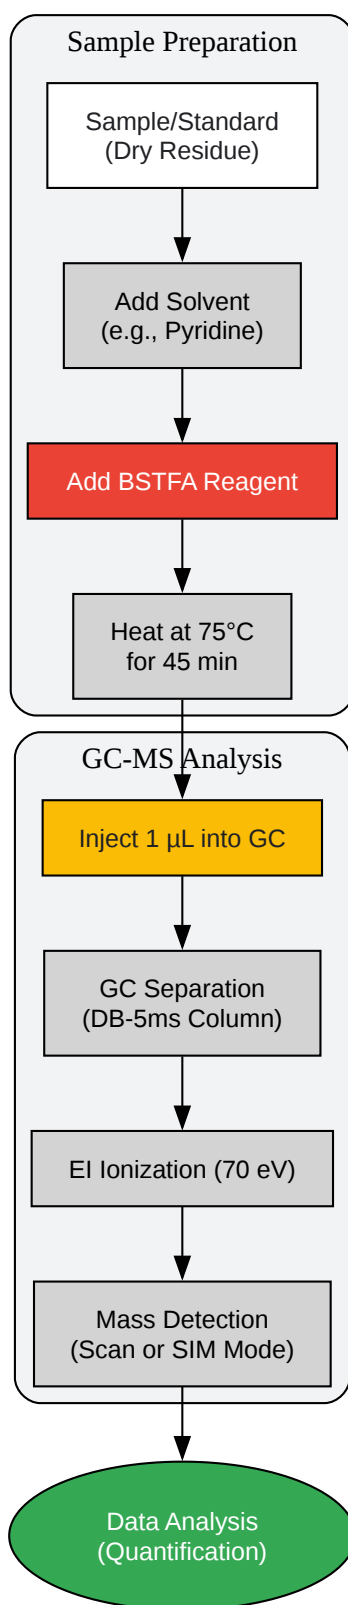 Sample Preparation
Sample/Standard
(Dry Residue)
Add Solvent
(e.g., Pyridine)
Add BSTFA Reagent
Heat at 75°C
for 45 min
GC-MS Analysis
Inject 1 µL into GC
GC Separation
(DB-5ms Column)
EI Ionization (70 eV)
Mass Detection
(Scan or SIM Mode)
Data Analysis
(Quantification)